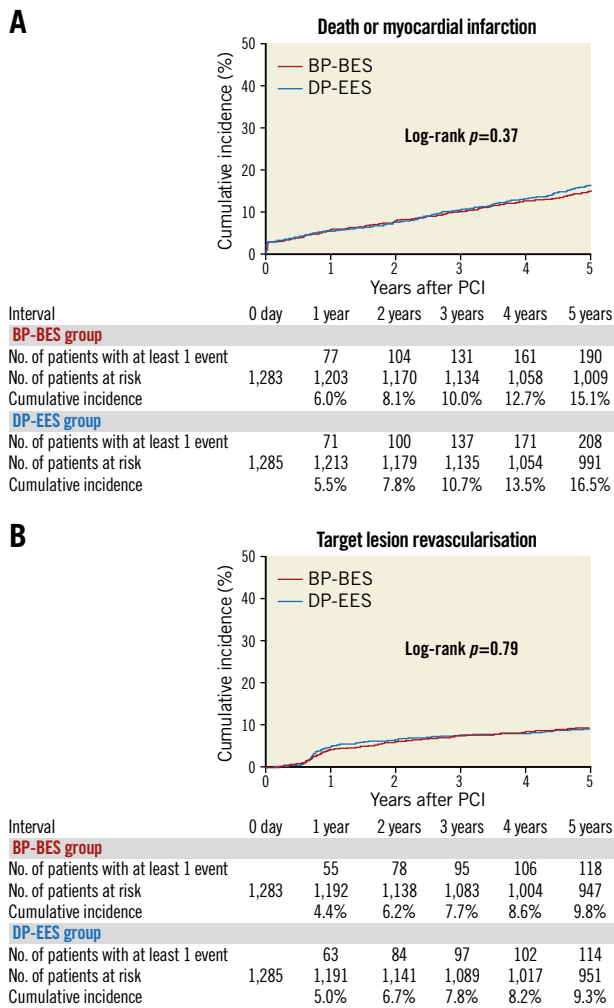 A
Death or myocardial infarction
Cumulative incidence (%)
50
40
30
20
10
0
BP-BES
DP-EES
Log-rank p=0.37
0 1 2 3 4 5
Years after PCI
Interval 0 day 1 year 2 years 3 years 4 years 5 years
BP-BES group
No. of patients with at least 1 event 77 104 131 161 190
No. of patients at risk 1,283 1,203 1,170 1,134 1,058 1,009
Cumulative incidence 6.0% 8.1% 10.0% 12.7% 15.1%
DP-EES group
No. of patients with at least 1 event 71 100 137 171 208
No. of patients at risk 1,285 1,213 1,179 1,135 1,054 991
Cumulative incidence 5.5% 7.8% 10.7% 13.5% 16.5%
B
Target lesion revascularisation
Cumulative incidence (%)
50
40
30
20
10
0
BP-BES
DP-EES
Log-rank p=0.79
0 1 2 3 4 5
Years after PCI
Interval 0 day 1 year 2 years 3 years 4 years 5 years
BP-BES group
No. of patients with at least 1 event 55 78 95 106 118
No. of patients at risk 1,283 1,192 1,138 1,083 1,004 947
Cumulative incidence 4.4% 6.2% 7.7% 8.6% 9.8%
DP-EES group
No. of patients with at least 1 event 63 84 97 102 114
No. of patients at risk 1,285 1,191 1,141 1,089 1,017 951
Cumulative incidence 5.0% 6.7% 7.8% 8.2% 9.3%